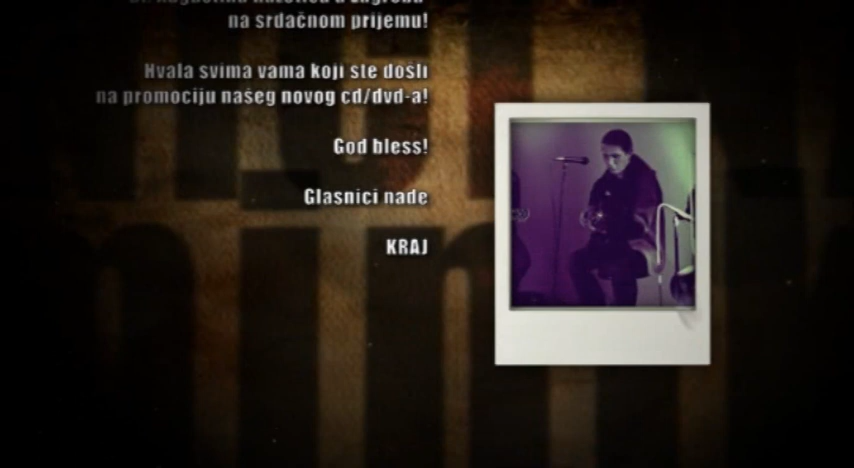 na srdačnom prijemu!
Hvala svima vama koji ste došli
na promociju našeg novog cd/dvd-a!
God bless!
Glasnici nade
KRAJ